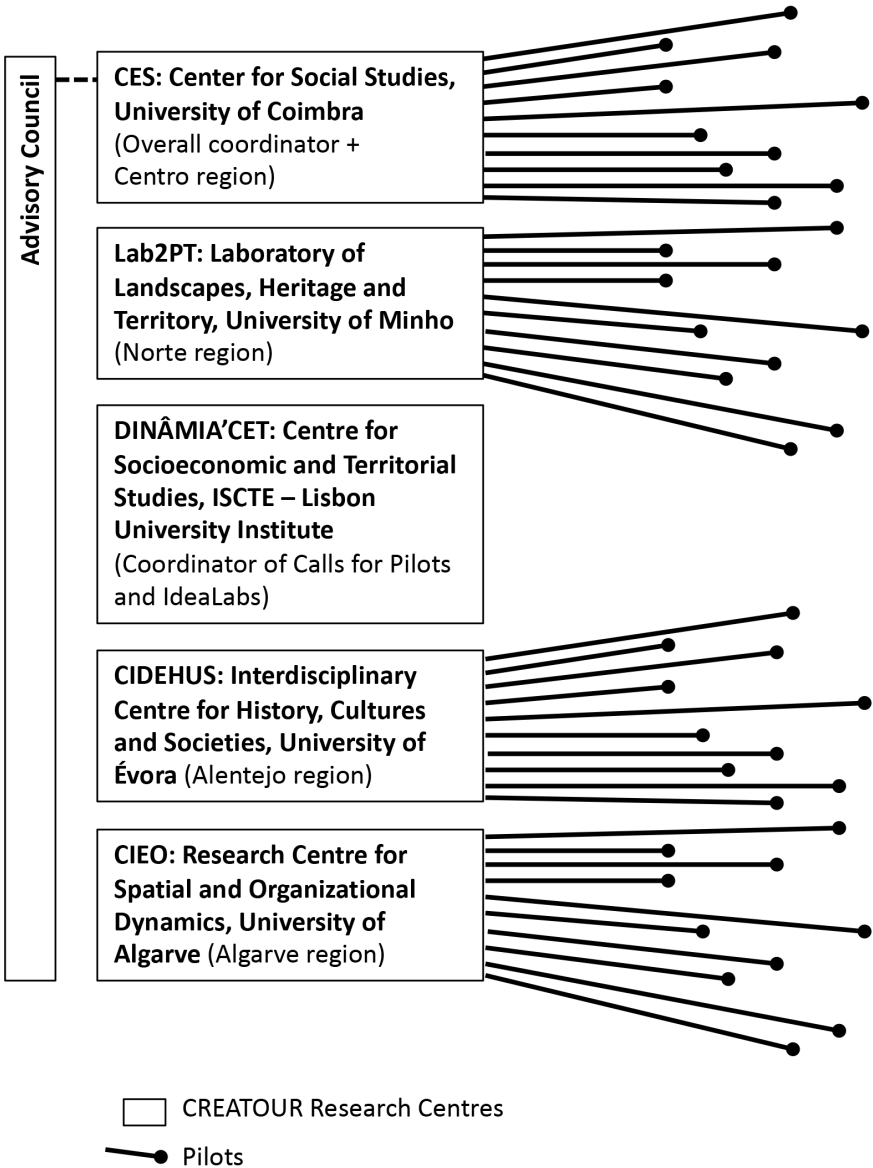 Advisory Council
CES: Center for Social Studies,
University of Coimbra
(Overall coordinator +
Centro region)
Lab2PT: Laboratory of
Landscapes, Heritage and
Territory, University of Minho
(Norte region)
DINÂMIA’CET: Centre for
Socioeconomic and Territorial
Studies, ISCTE – Lisbon
University Institute
(Coordinator of Calls for Pilots
and IdeaLabs)
CIDEHUS: Interdisciplinary
Centre for History, Cultures
and Societies, University of
Évora (Alentejo region)
CIEO: Research Centre for
Spatial and Organizational
Dynamics, University of
Algarve (Algarve region)
CREATOUR Research Centres
Pilots